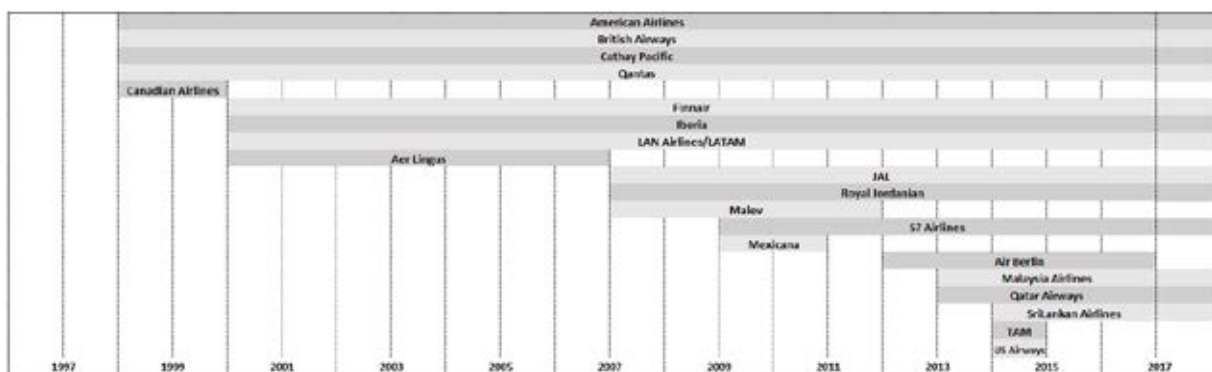 American Airlines
British Airways
Cathay Pacific
Qantas
Canadian Airlines
Finnair
Iberia
LAN Airlines/LATAM
Aer Lingus
JAL
Royal Jordanian
Malev
S7 Airlines
Mexicana
Air Berlin
Malaysia Airlines
Qatar Airways
SriLankan Airlines
TAM
US Airways
1997 1999 2001 2003 2005 2007 2009 2011 2013 2015 2017